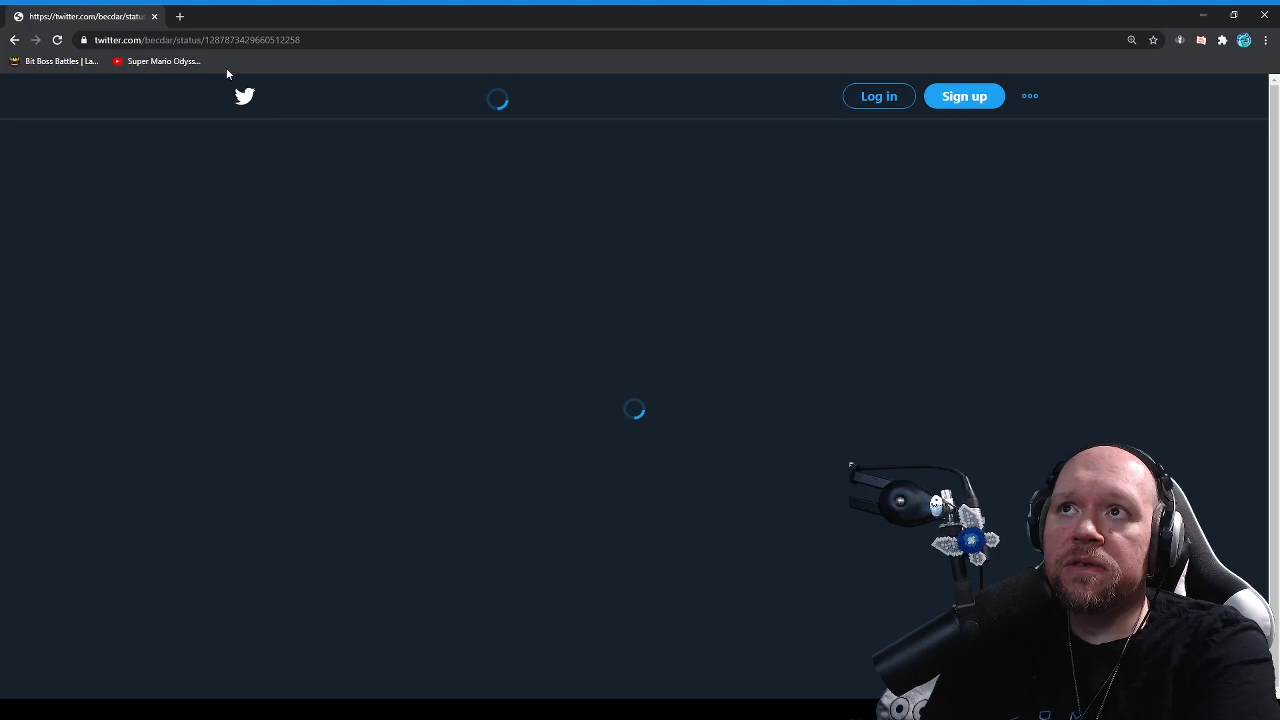 https://twitter.com/becdar/statu
twitter.com/becdar/status/1287873429660512258
Bit Boss Battles | La...
Super Mario Odyss...
Log in
Sign up